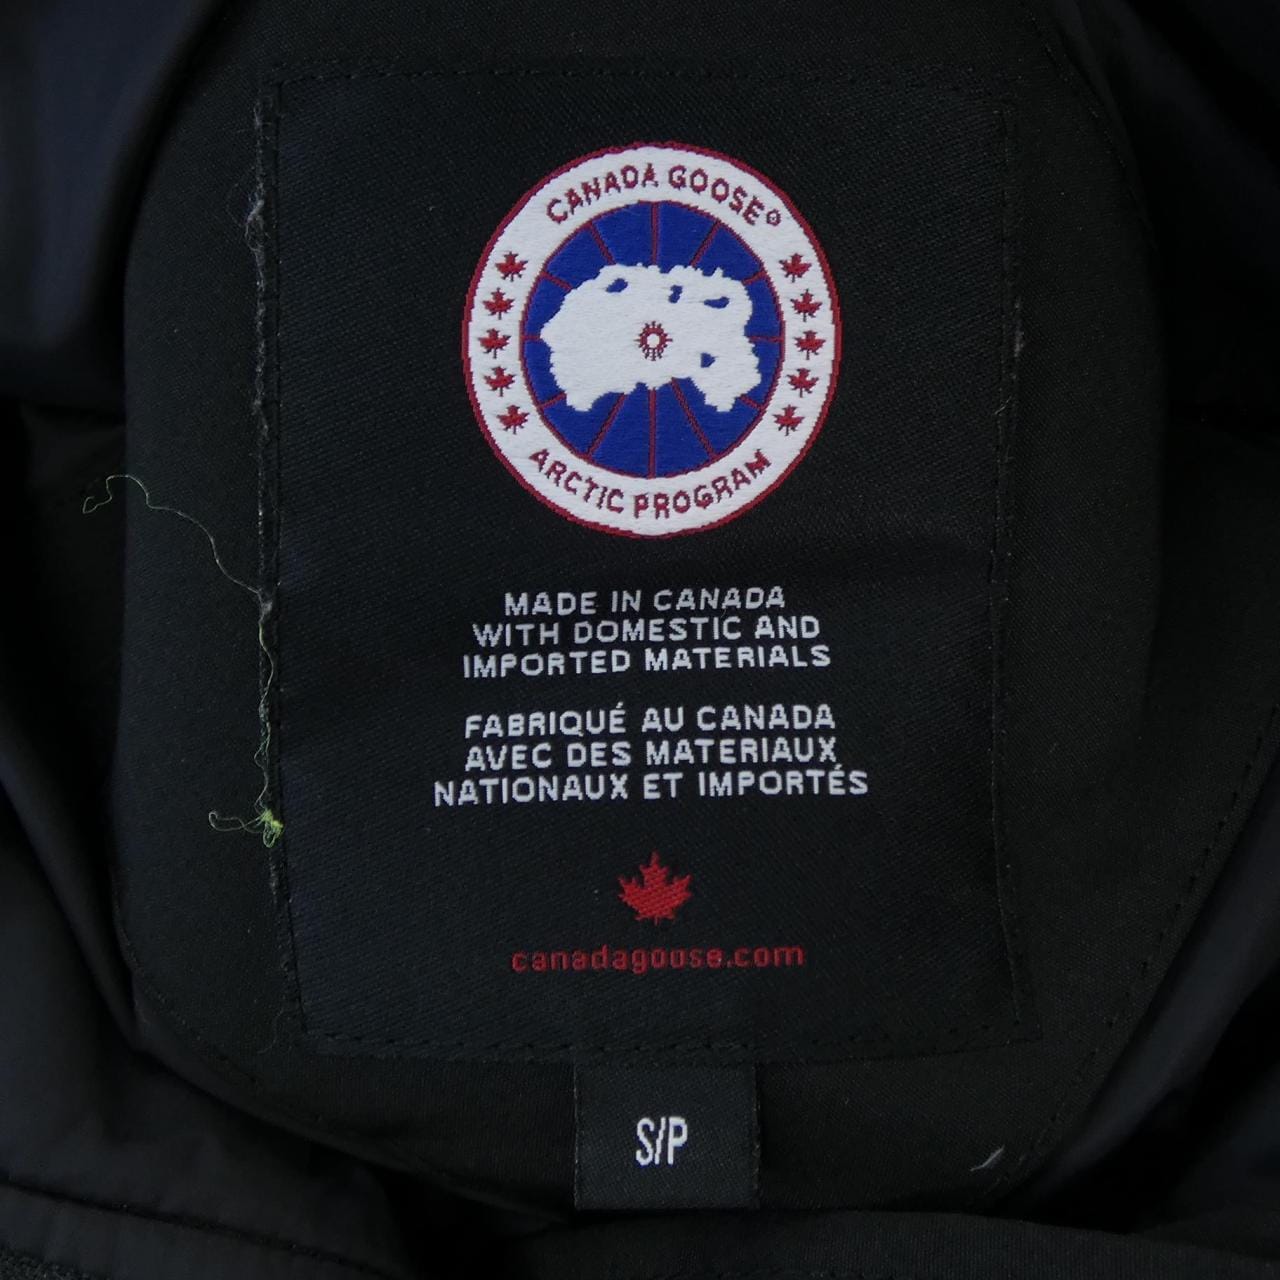 CANADA GOOSE®
ARCTIC PROGRAM
MADE IN CANADA
WITH DOMESTIC AND
IMPORTED MATERIALS
FABRIQUÉ AU CANADA
AVEC DES MATERIAUX
NATIONAUX ET IMPORTÉS
canadagoose.com
S/P